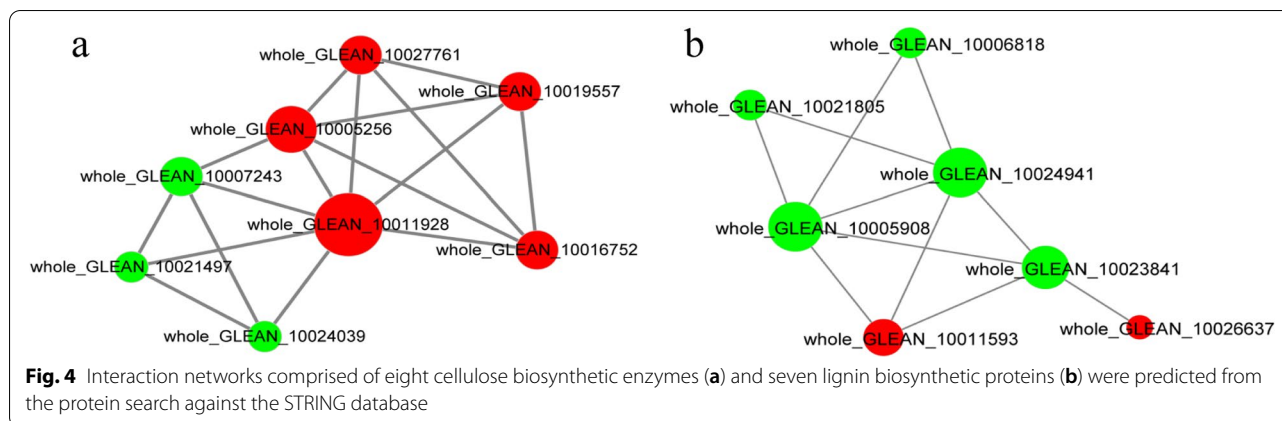 a
b
whole_GLEAN_10027761
whole_GLEAN_10006818
whole_GLEAN_10019557
whole_GLEAN_10021805
whole_GLEAN_10005256
whole_GLEAN_10007243
whole_GLEAN_10024941
whole_GLEAN_10011928
whole_GLEAN_10005908
whole_GLEAN_10016752
whole_GLEAN_10021497
whole_GLEAN_10023841
whole_GLEAN_10024039
whole_GLEAN_10011593
whole_GLEAN_10026637
Fig. 4 Interaction networks comprised of eight cellulose biosynthetic enzymes (a) and seven lignin biosynthetic proteins (b) were predicted from
the protein search against the STRING database